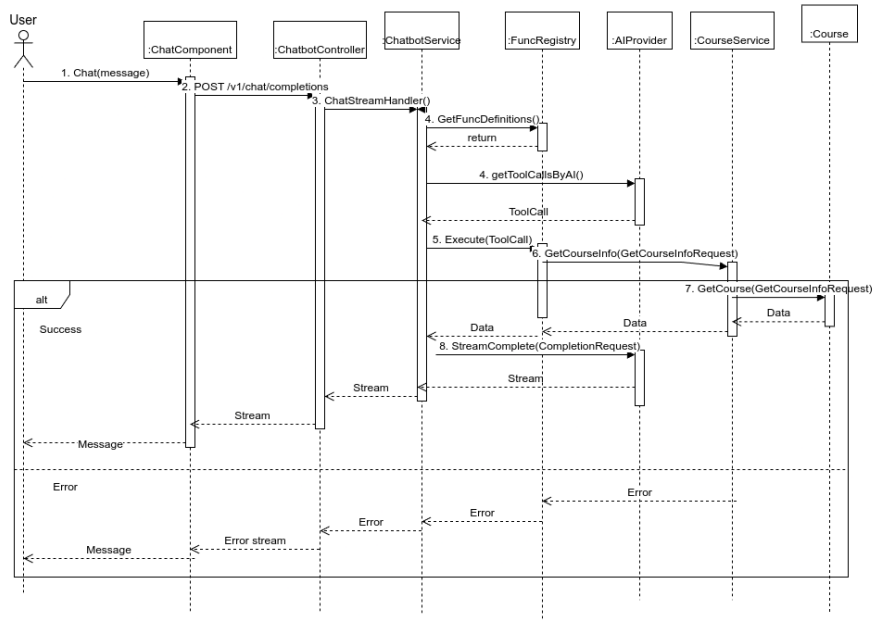 User
:ChatComponent
:ChatbotController
:ChatbotService
:FuncRegistry
:AIProvider
:CourseService
:Course
1. Chat(message)
2. POST /v1/chat/completions
3. ChatStreamHandler()
4. GetFuncDefinitions()
return
4. getToolCallsByAI()
ToolCall
5. Execute(ToolCall)
6. GetCourseInfo(GetCourseInfoRequest)
7. GetCourse(GetCourseInfoRequest)
alt
Data
Success
Data
Data
8. StreamComplete(CompletionRequest)
Stream
Stream
Stream
Message
Error
Error
Error
Error
Error stream
Message